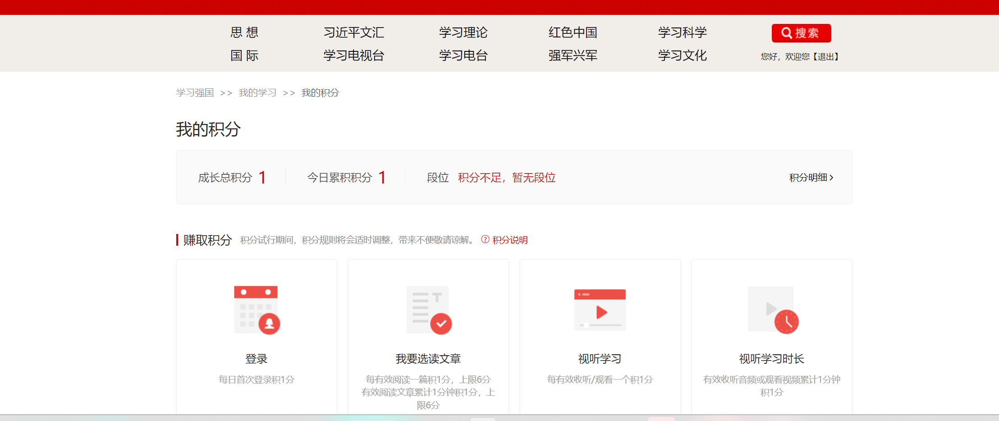 思 想 习近平文汇 学习理论 红色中国 学习科学 搜索
国 际 学习电视台 学习电台 强军兴军 学习文化 您好，欢迎您【退出】
学习强国 >> 我的学习 >> 我的积分
我的积分
成长总积分 1 今日累积积分 1 段位 积分不足，暂无段位 积分明细>
赚取积分 积分试行期间，积分规则将会适时调整，带来不便敬请谅解。 ? 积分说明
登录
每日首次登录积1分
我要选读文章
每有效阅读一篇积1分，上限6分
有效阅读文章累计1分钟积1分，上
限6分
视听学习
每有效收听/观看一个积1分
视听学习时长
有效收听音频或观看视频累计1分钟
积1分